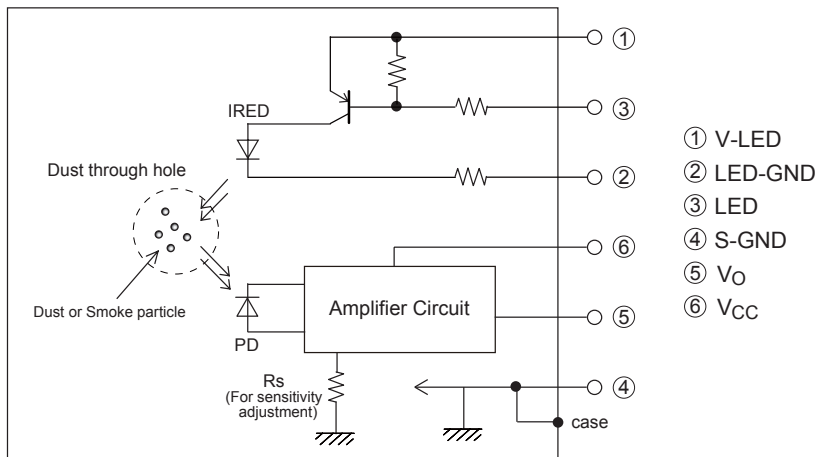 ①
IRED
③
Dust through hole
②
⑥
Dust or Smoke particle
Amplifier Circuit
PD
⑤
Rs
(For sensitivity
adjustment)
④
case
① V-LED
② LED-GND
③ LED
④ S-GND
⑤ VO
⑥ VCC